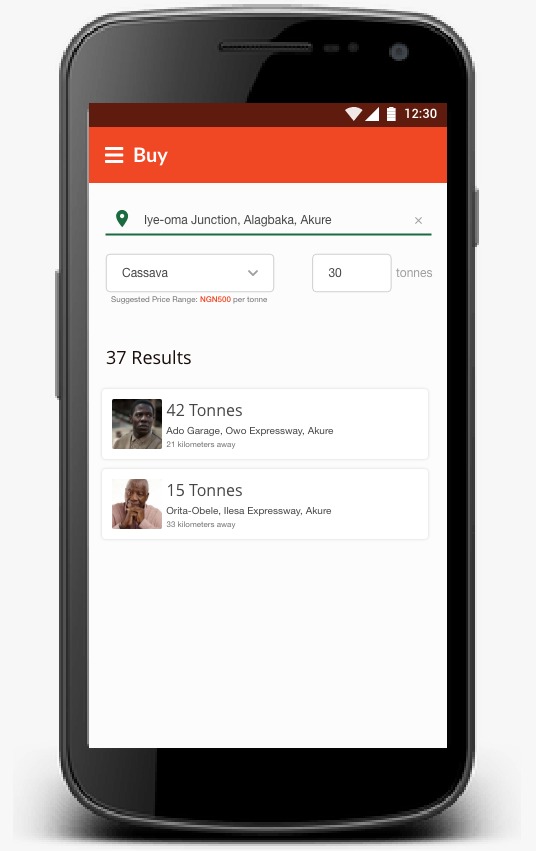 12:30
Buy
Iye-oma Junction, Alagbaka, Akure ×
Cassava 30 tonnes
Suggested Price Range: NGN500 per tonne
37 Results
42 Tonnes
Ado Garage, Owo Expressway, Akure
21 kilometers away
15 Tonnes
Orita-Obele, Ilesa Expressway, Akure
33 kilometers away